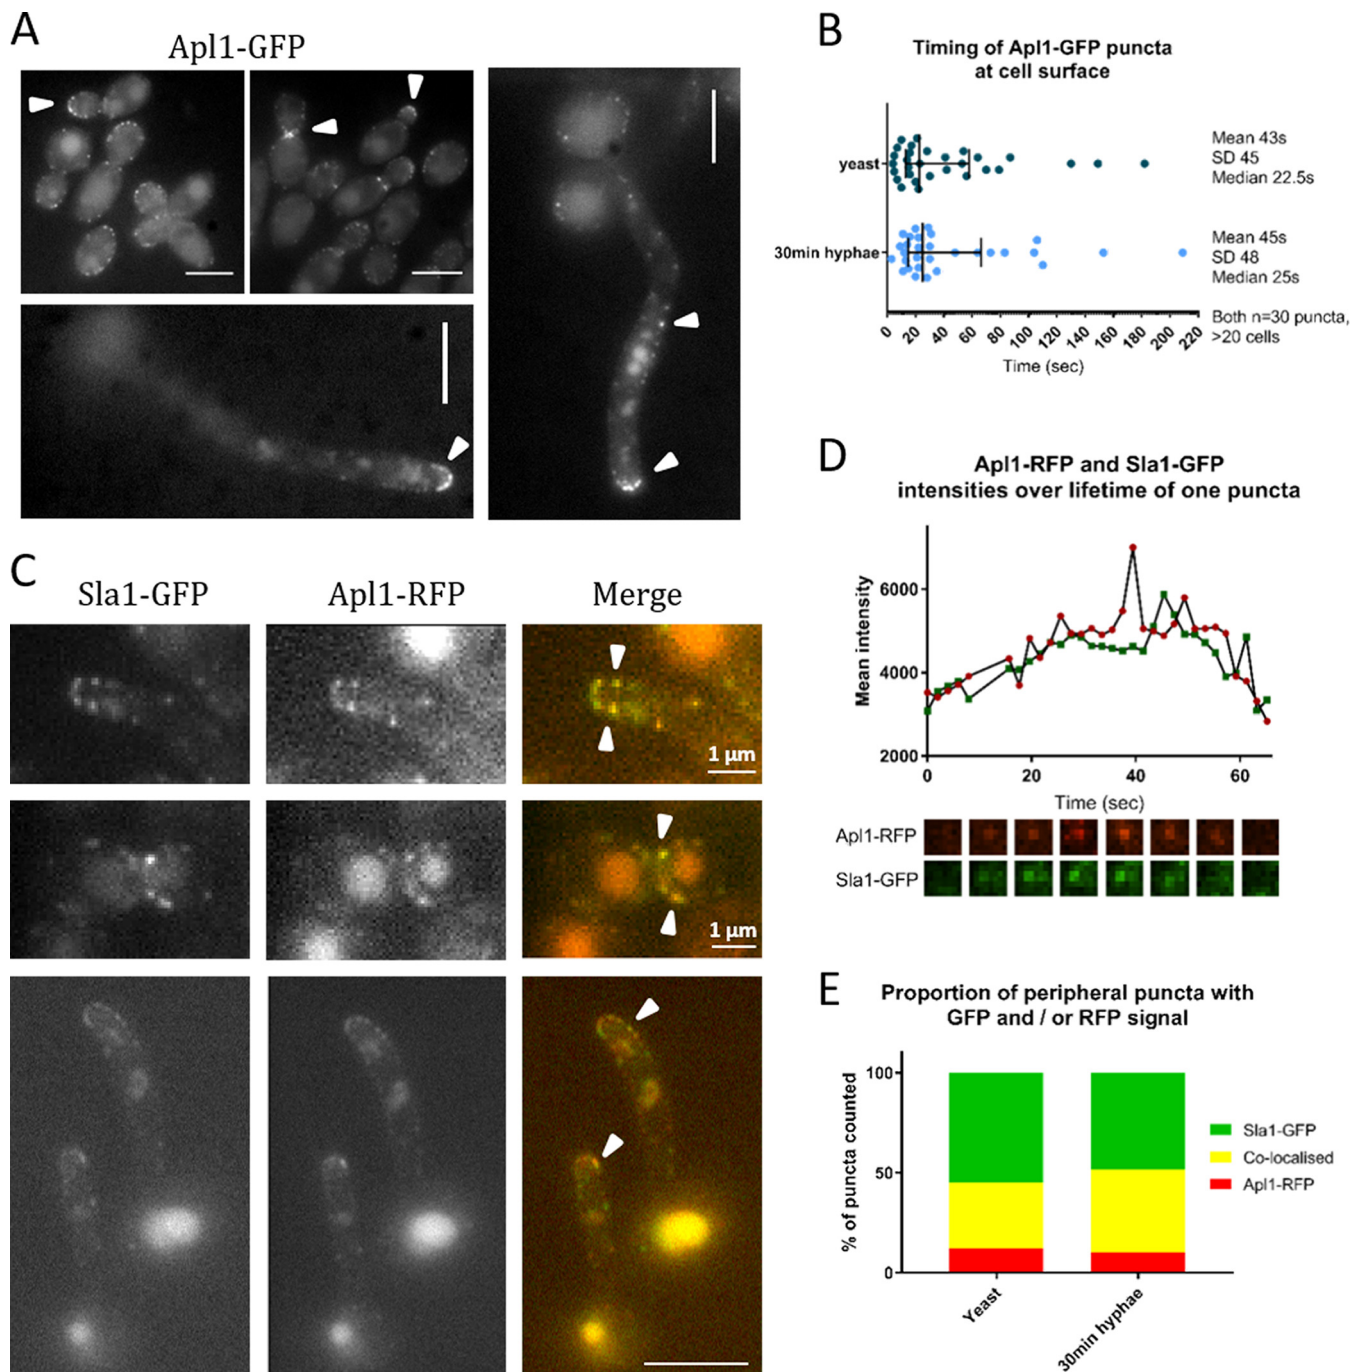 A
Apl1-GFP
B
Timing of Apl1-GFP puncta
at cell surface
yeast
Mean 43s
SD 45
Median 22.5s
30min hyphae
Mean 45s
SD 48
Median 25s
0 20 40 60 80 100 120 140 160 180 200 220
Time (sec)
Both n=30 puncta,
>20 cells
C
Sla1-GFP Apl1-RFP Merge
1 µm
1 µm
D
Apl1-RFP and Sla1-GFP
intensities over lifetime of one puncta
Mean intensity
6000
4000
2000
0 20 40 60
Time (sec)
Apl1-RFP
Sla1-GFP
E
Proportion of peripheral puncta with
GFP and / or RFP signal
% of puncta counted
100
50
0
Yeast
30min hyphae
Sla1-GFP
Co-localised
Apl1-RFP